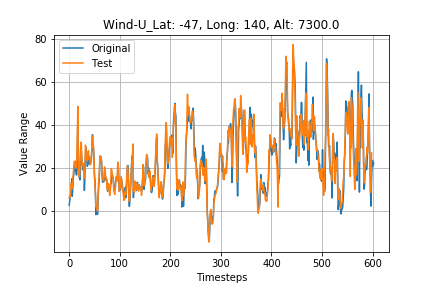 Wind-U_Lat: -47, Long: 140, Alt: 7300.0
80
60
40
20
0
Value Range
Original
Test
0 100 200 300 400 500 600
Timesteps